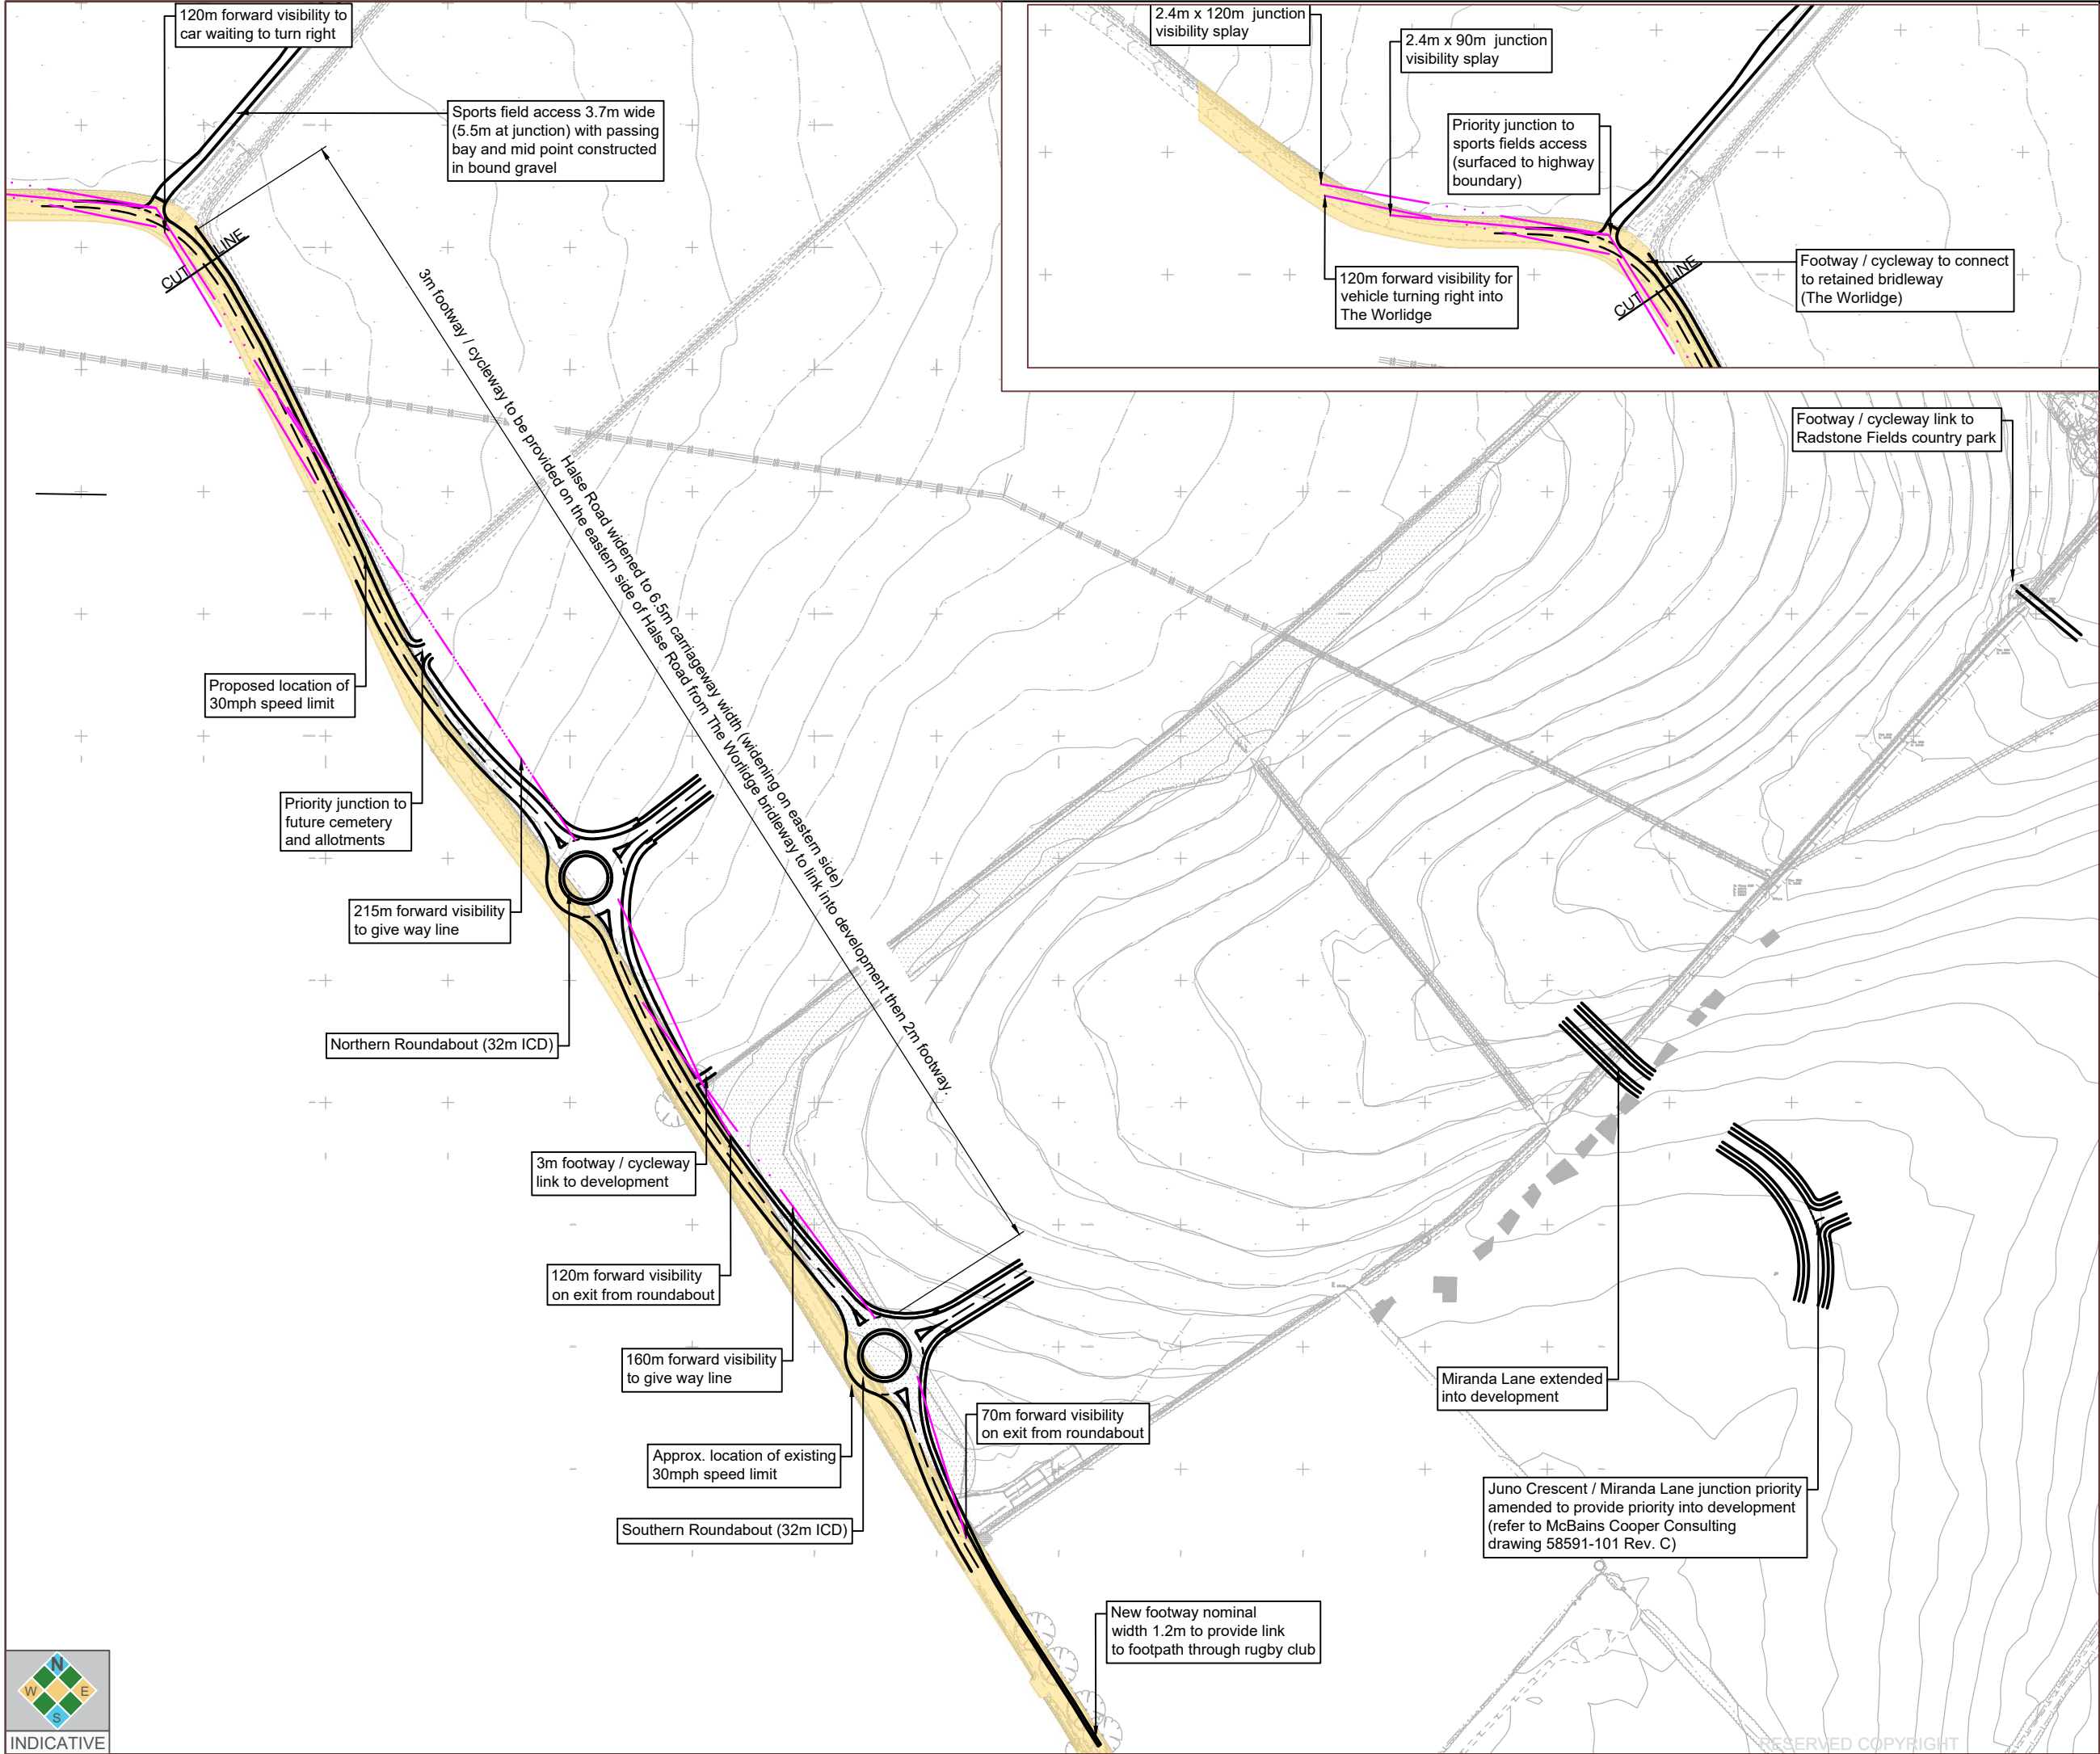 120m forward visibility to
car waiting to turn right
Sports field access 3.7m wide
(5.5m at junction) with passing
bay and mid point constructed
in bound gravel
CUT LINE
2.4m x 120m junction
visibility splay
2.4m x 90m junction
visibility splay
Priority junction to
sports fields access
(surfaced to highway
boundary)
120m forward visibility for
vehicle turning right into
The Worlidge
Footway / cycleway to connect
to retained bridleway
(The Worlidge)
CUT LINE
Footway / cycleway link to
Radstone Fields country park
Halse Road widened to 6.5m carriageway width (widening on eastern side)
3m footway / cycleway to be provided on the eastern side of Halse Road from The Worlidge bridleway to link into development then 2m footway.
Proposed location of
30mph speed limit
Priority junction to
future cemetery
and allotments
215m forward visibility
to give way line
Northern Roundabout (32m ICD)
3m footway / cycleway
link to development
120m forward visibility
on exit from roundabout
160m forward visibility
to give way line
Approx. location of existing
30mph speed limit
Southern Roundabout (32m ICD)
70m forward visibility
on exit from roundabout
Miranda Lane extended
into development
Juno Crescent / Miranda Lane junction priority
amended to provide priority into development
(refer to McBains Cooper Consulting
drawing 58591-101 Rev. C)
New footway nominal
width 1.2m to provide link
to footpath through rugby club
N
W E
S
INDICATIVE
RESERVED COPYRIGHT